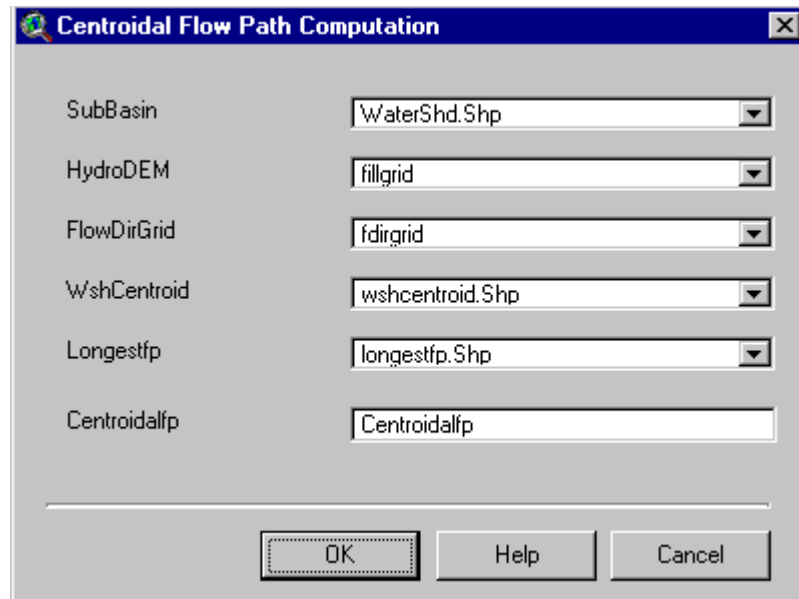 Centroidal Flow Path Computation
SubBasin WaterShd.Shp
HydroDEM fillgrid
FlowDirGrid fdirgrid
WshCentroid wshcentroid.Shp
Longestfp longestfp.Shp
Centroidalfp Centroidalfp
OK Help Cancel